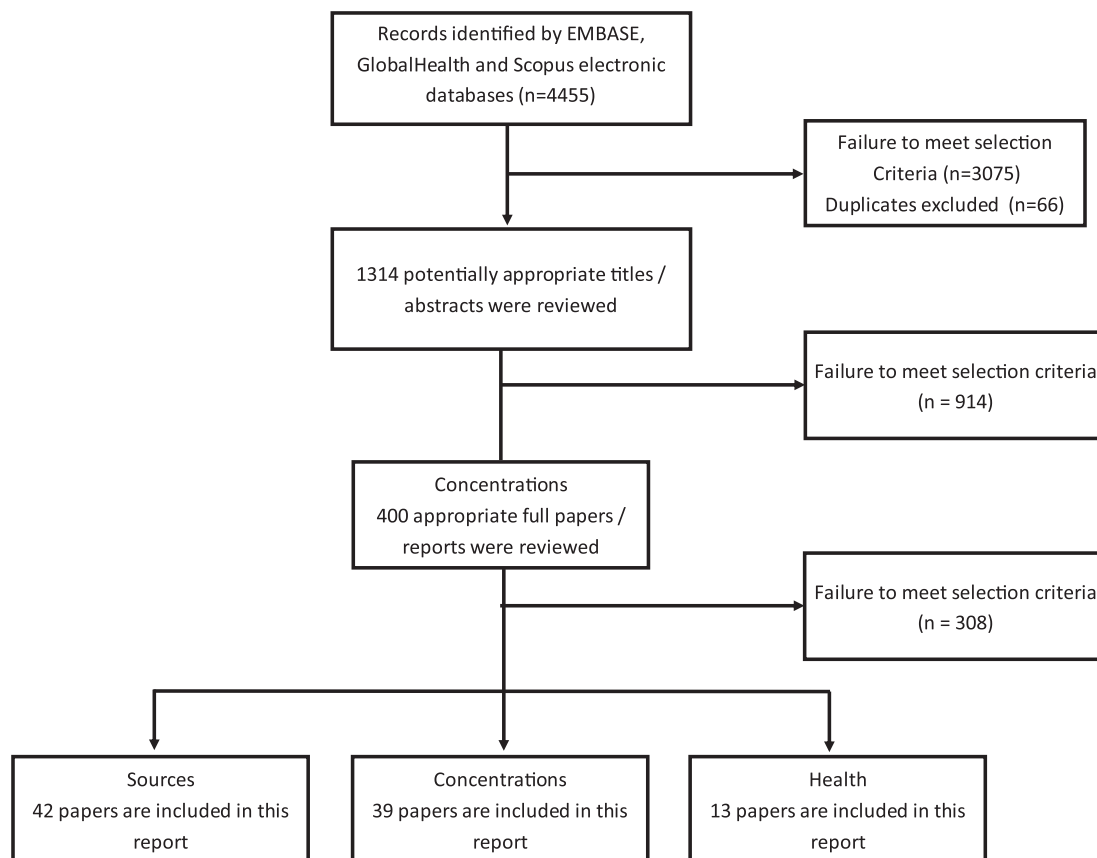 Records identified by EMBASE,
GlobalHealth and Scopus electronic
databases (n=4455)
Failure to meet selection
Criteria (n=3075)
Duplicates excluded (n=66)
1314 potentially appropriate titles /
abstracts were reviewed
Failure to meet selection criteria
(n = 914)
Concentrations
400 appropriate full papers /
reports were reviewed
Failure to meet selection criteria
(n = 308)
Sources
42 papers are included in this
report
Concentrations
39 papers are included in this
report
Health
13 papers are included in this
report